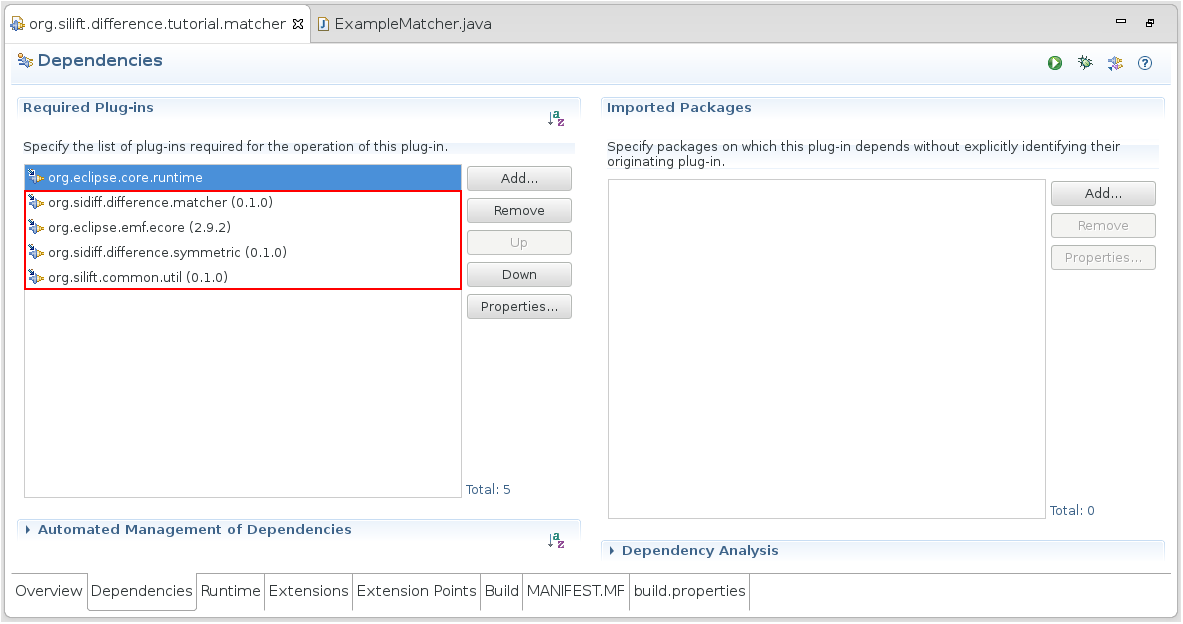 org.silift.difference.tutorial.matcher
ExampleMatcher.java
Dependencies
Required Plug-ins
Specify the list of plug-ins required for the operation of this plug-in.
org.eclipse.core.runtime
org.sidiff.difference.matcher (0.1.0)
org.eclipse.emf.ecore (2.9.2)
org.sidiff.difference.symmetric (0.1.0)
org.silift.common.util (0.1.0)
Add...
Remove
Up
Down
Properties...
Total: 5
Automated Management of Dependencies
Imported Packages
Specify packages on which this plug-in depends without explicitly identifying their
originating plug-in.
Add...
Remove
Properties...
Total: 0
Dependency Analysis
Overview Dependencies Runtime Extensions Extension Points Build MANIFEST.MF build.properties